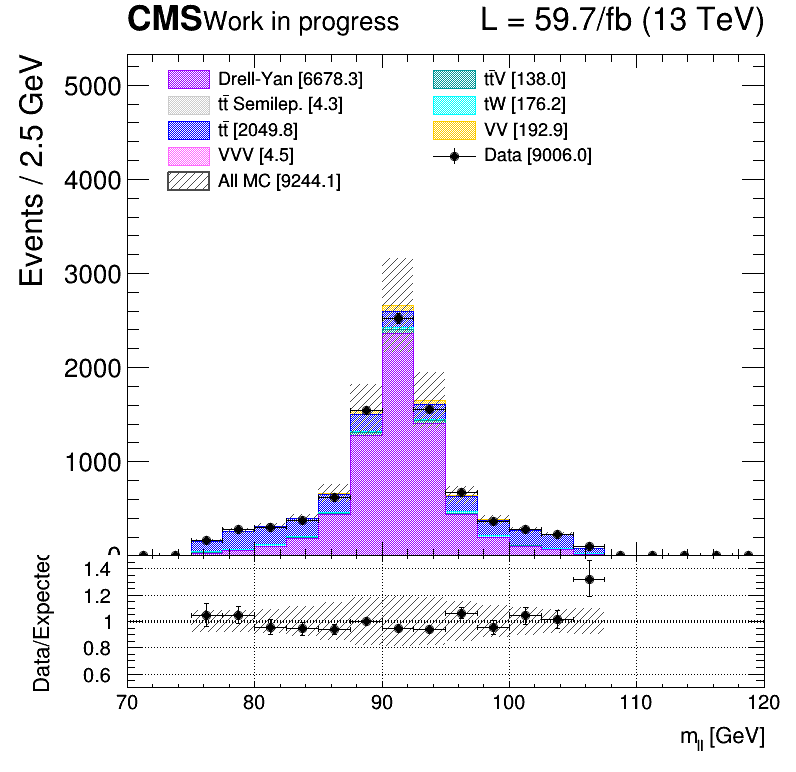 CMS Work in progress L = 59.7/fb (13 TeV)
Drell-Yan [6678.3]
tt̄ Semilep. [4.3]
tt̄ [2049.8]
VVV [4.5]
All MC [9244.1]
tt̄V [138.0]
tW [176.2]
VV [192.9]
Data [9006.0]
Events / 2.5 GeV
5000
4000
3000
2000
1000
0
Data/Expected
1.4
1.2
1
0.8
0.6
70 80 90 100 110 120
m_ll [GeV]